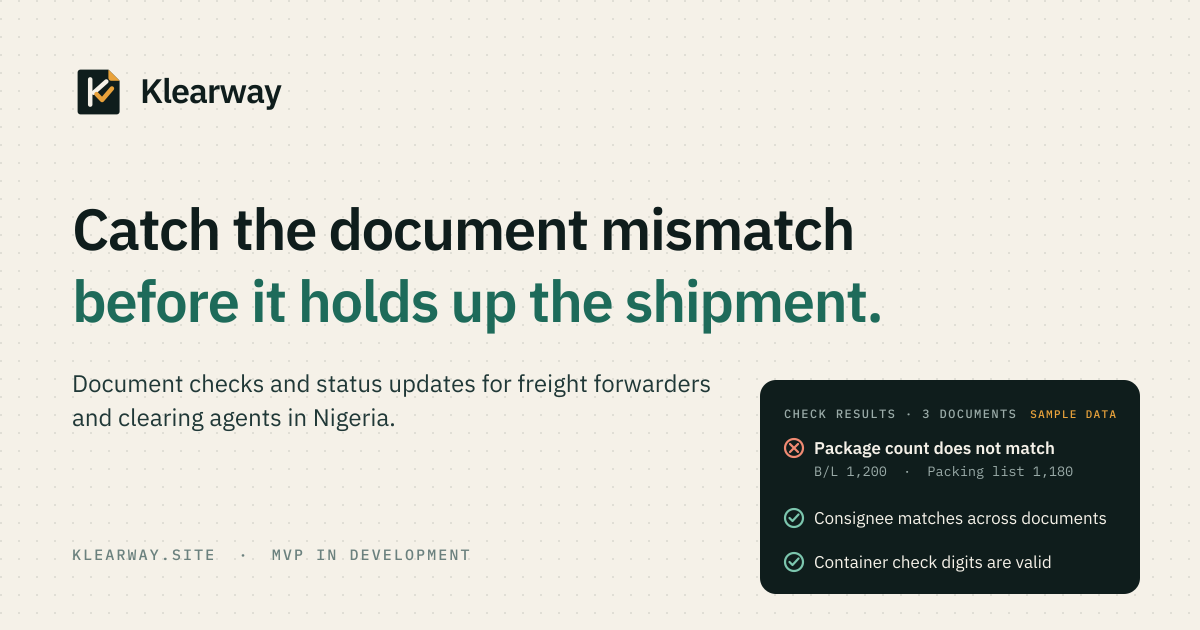 Klearway
Catch the document mismatch
before it holds up the shipment.
Document checks and status updates for freight forwarders
and clearing agents in Nigeria.
CHECK RESULTS · 3 DOCUMENTS SAMPLE DATA
Package count does not match
B/L 1,200 · Packing list 1,180
Consignee matches across documents
Container check digits are valid
KLEARWAY.SITE · MVP IN DEVELOPMENT